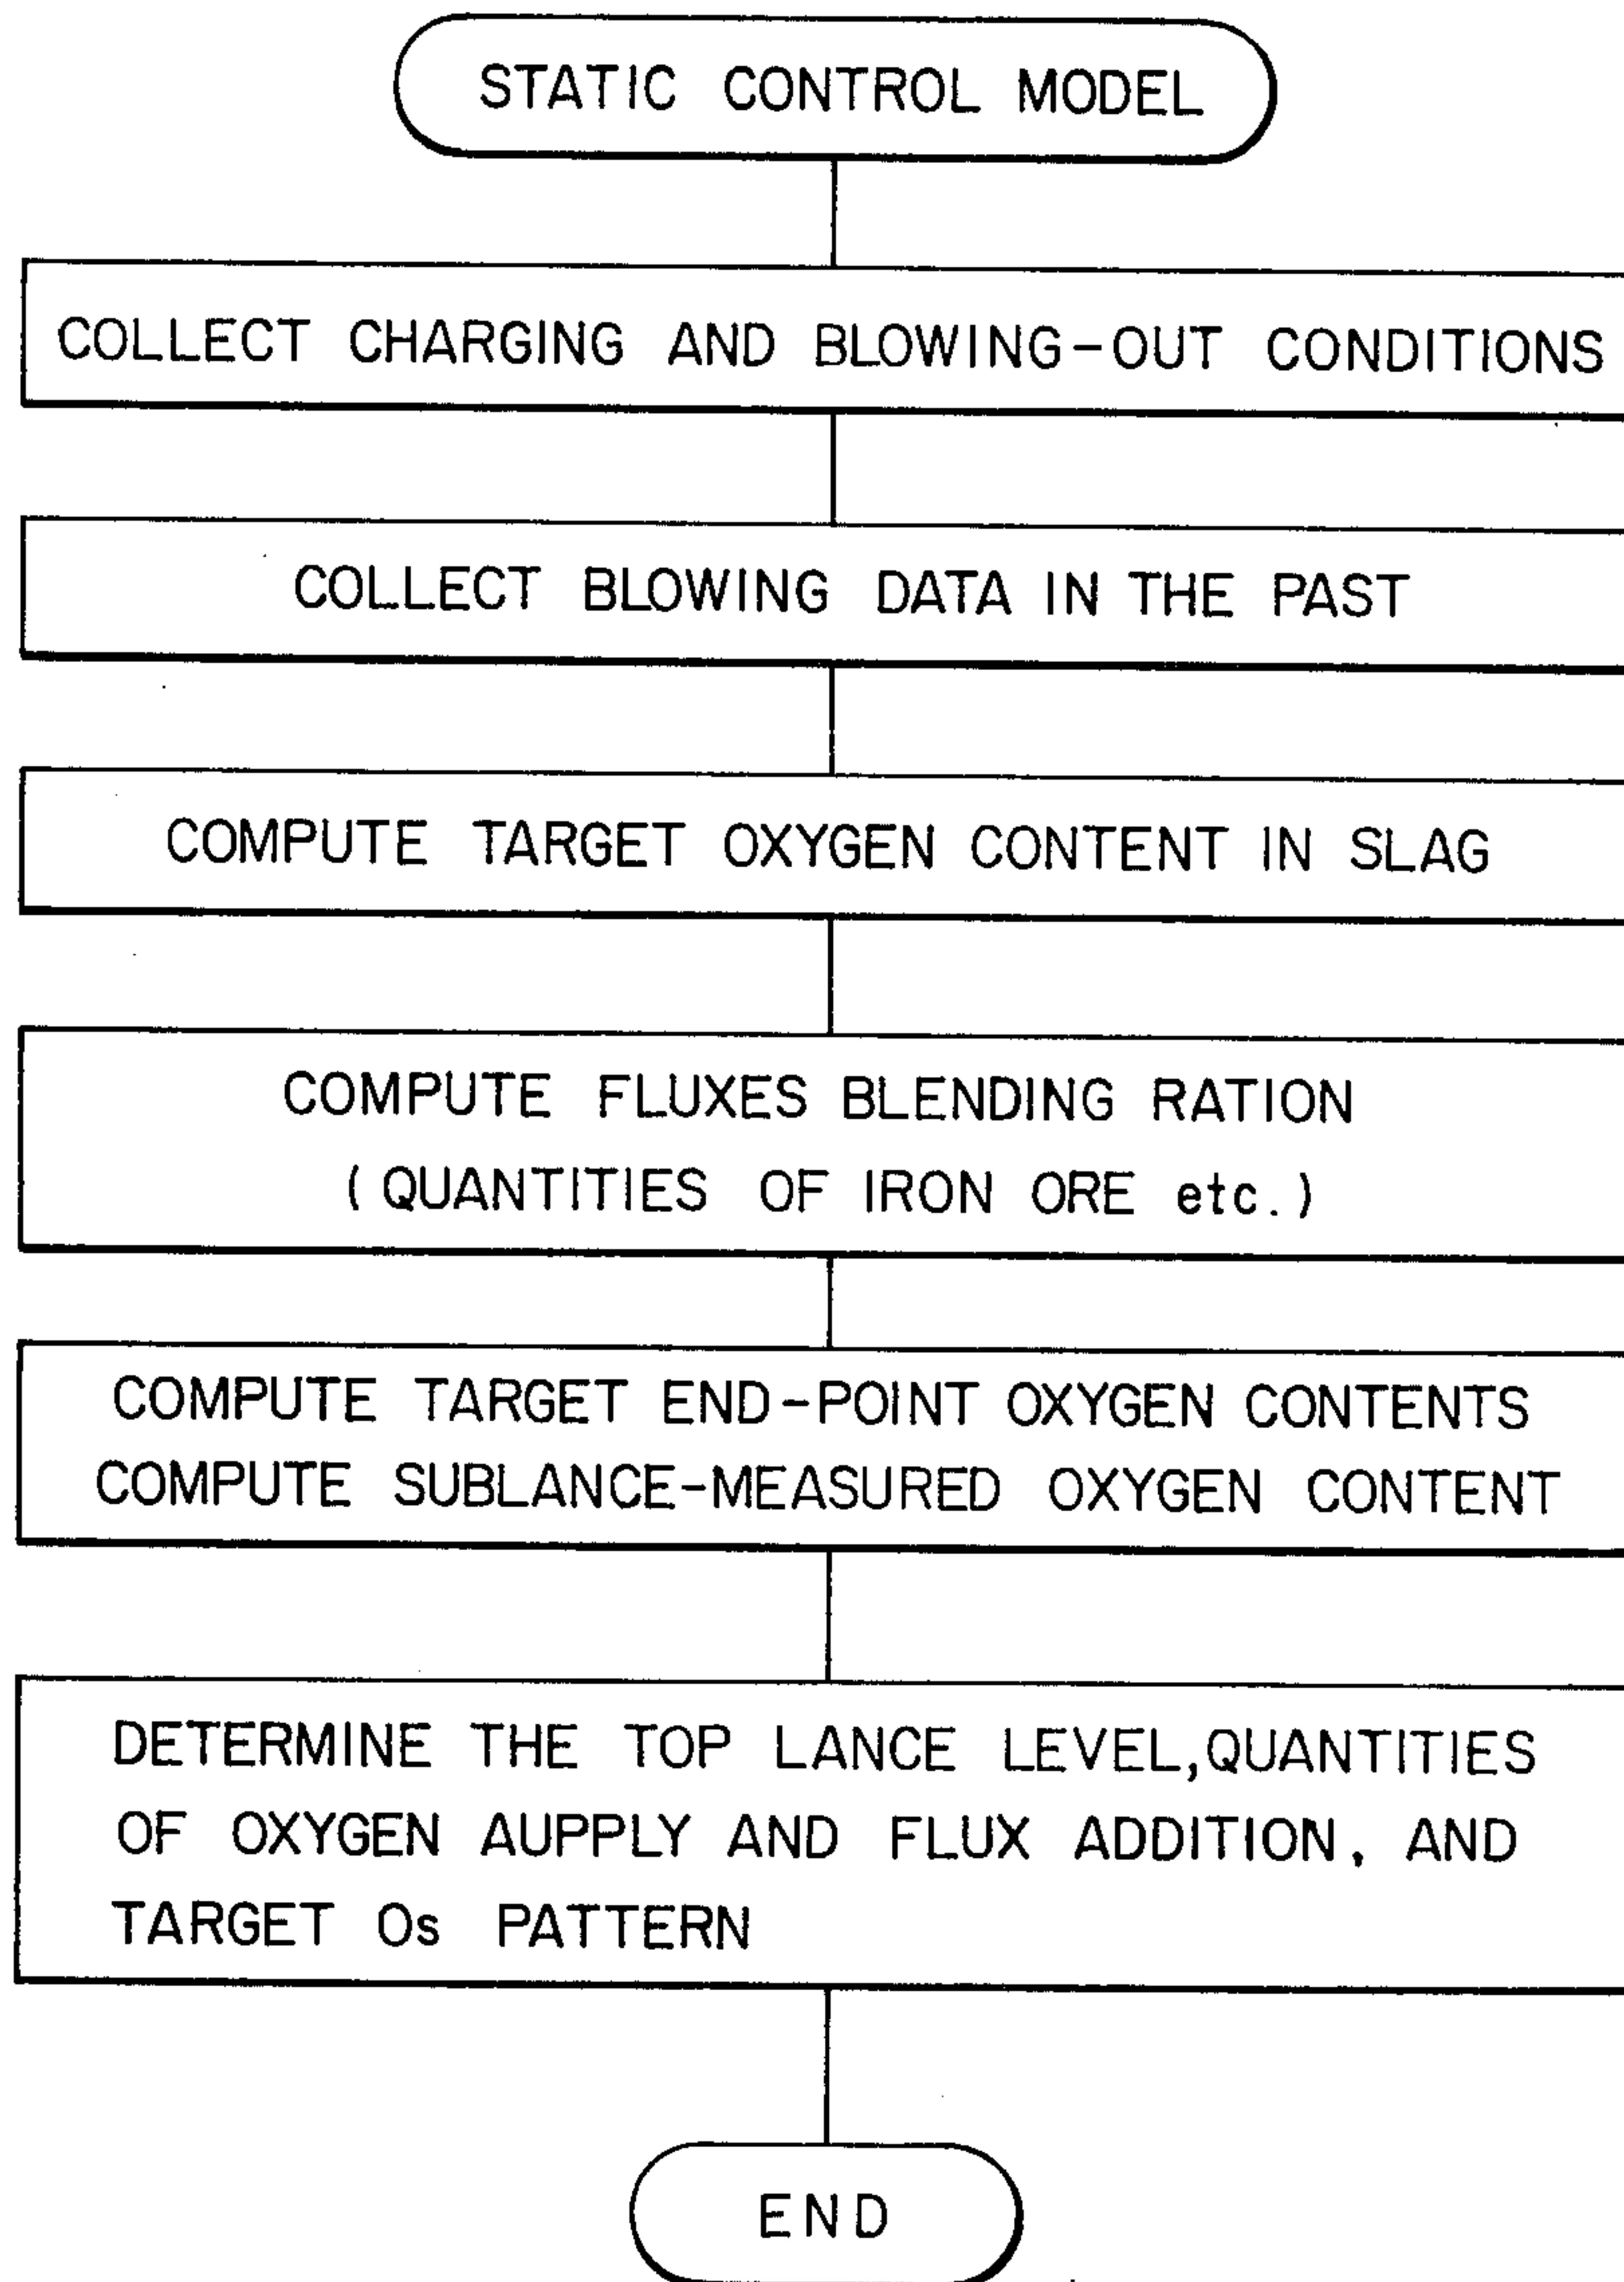 STATIC CONTROL MODEL
COLLECT CHARGING AND BLOWING-OUT CONDITIONS
COLLECT BLOWING DATA IN THE PAST
COMPUTE TARGET OXYGEN CONTENT IN SLAG
COMPUTE FLUXES BLENDING RATION
(QUANTITIES OF IRON ORE etc.)
COMPUTE TARGET END-POINT OXYGEN CONTENTS
COMPUTE SUBLANCE-MEASURED OXYGEN CONTENT
DETERMINE THE TOP LANCE LEVEL,QUANTITIES
OF OXYGEN AUPPLY AND FLUX ADDITION, AND
TARGET Os PATTERN
END